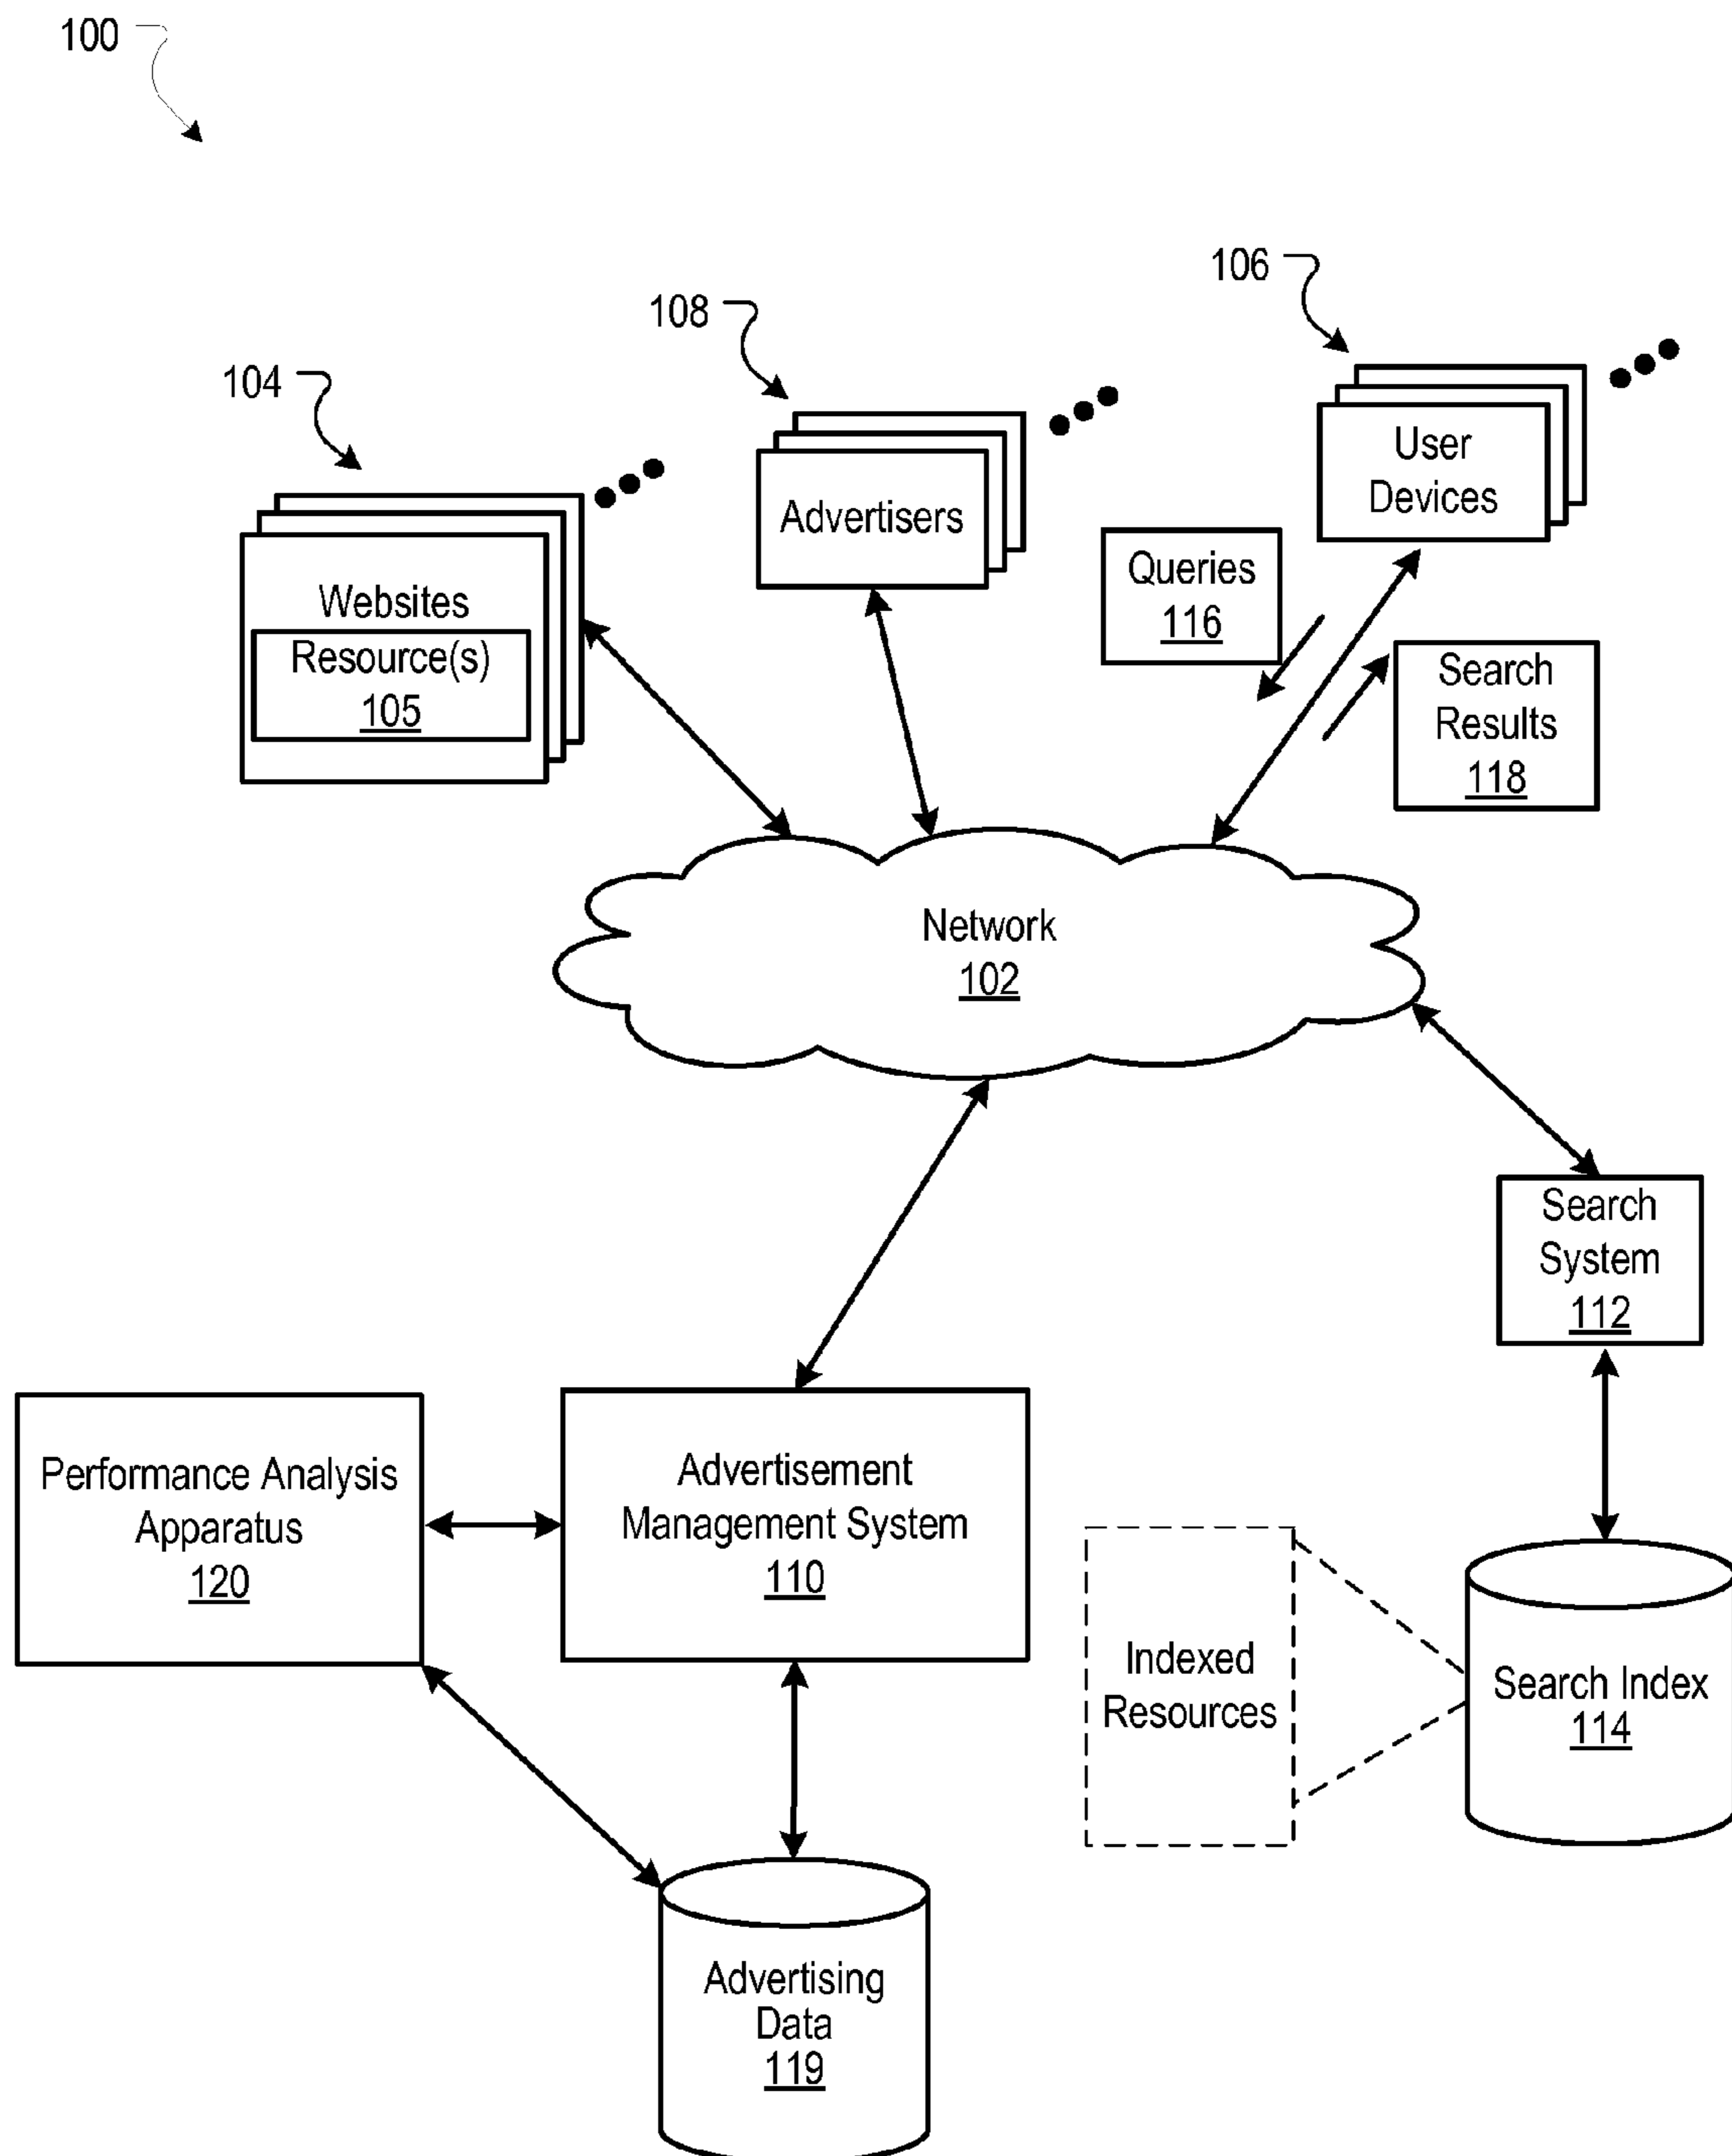 100
106
108
104
User
Devices
Advertisers
Queries
116
Websites
Resource(s)
105
Search
Results
118
Network
102
Search
System
112
Performance Analysis
Apparatus
120
Advertisement
Management System
110
Indexed
Resources
Search Index
114
Advertising
Data
119